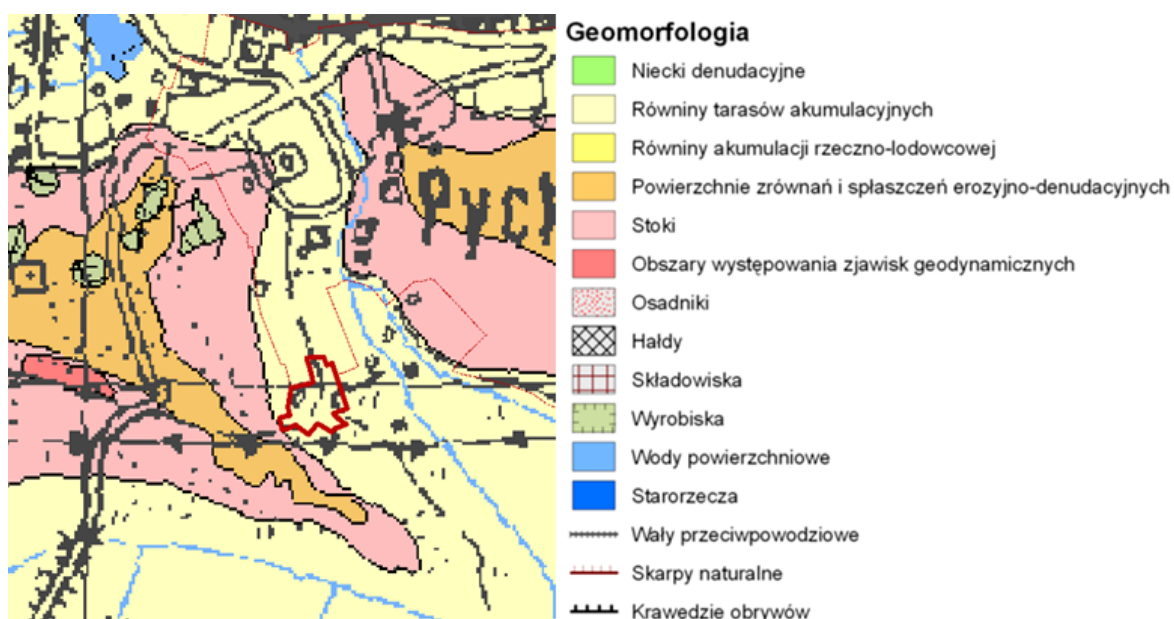 Geomorfologia
Niecki denudacyjne
Równiny tarasów akumulacyjnych
Równiny akumulacji rzeczno-lodowcowej
Powierzchnie zrównań i spłaszczeń erozyjno-denudacyjnych
Stoki
Obszary występowania zjawisk geodynamicznych
Osadniki
Hałdy
Składowiska
Wyrobiska
Wody powierzchniowe
Starorzecza
Wały przeciwpowodziowe
Skarpy naturalne
Krawędzie obrywów
Pych